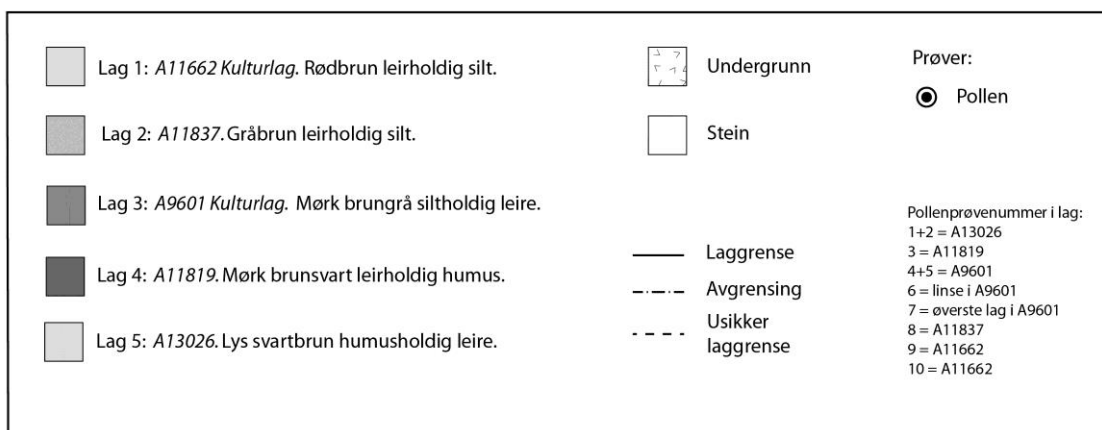 Lag 1: A11662 Kulturlag. Rødbrun leirholdig silt.
Lag 2: A11837. Gråbrun leirholdig silt.
Lag 3: A9601 Kulturlag. Mørk brungrå siltholdig leire.
Lag 4: A11819. Mørk brunsvart leirholdig humus.
Lag 5: A13026. Lys svartbrun humusholdig leire.
Undergrunn
Stein
Laggrense
Avgrensing
Usikker
laggrense
Prøver:
Pollen
Pollenprøvenummer i lag:
1+2 = A13026
3 = A11819
4+5 = A9601
6 = linse i A9601
7 = øverste lag i A9601
8 = A11837
9 = A11662
10 = A11662